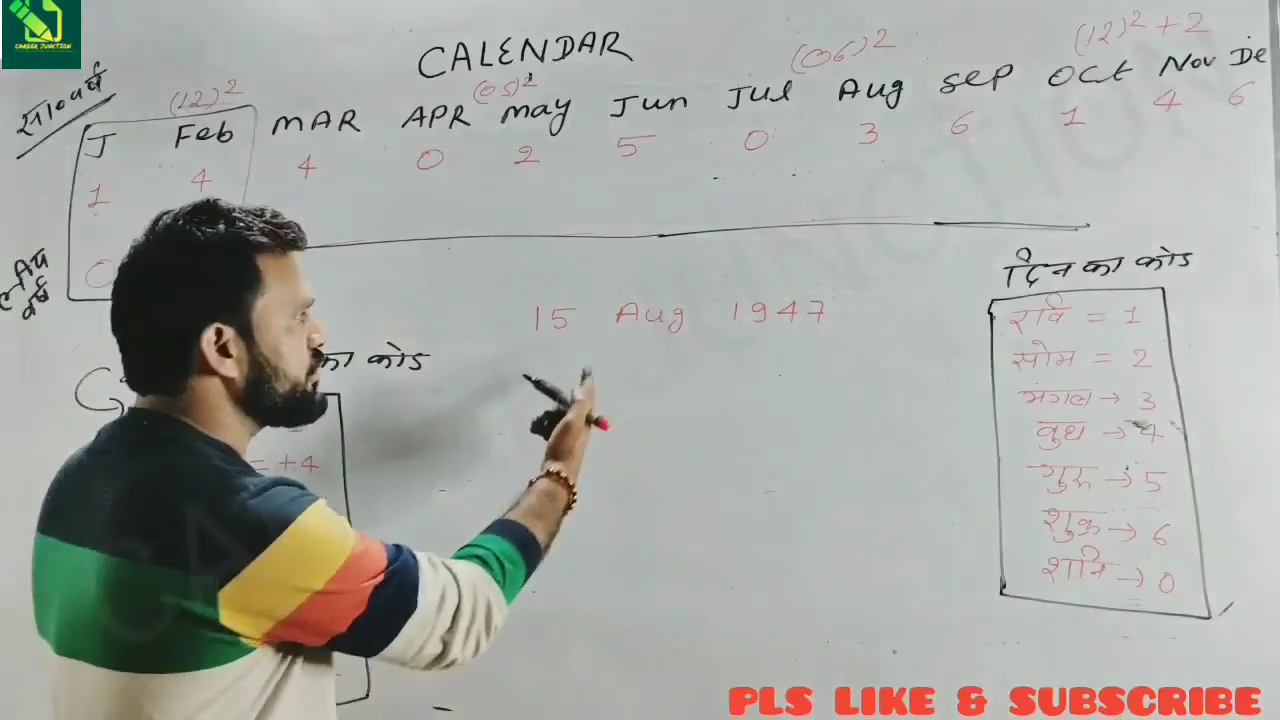 CAREER JUNCTION
CALENDAR
(12)²
(05)²
(06)²
(12)² + 2
J Feb MAR APR May Jun Jul Aug Sep Oct Nov De
1 4 4 0 2 5 0 3 6 1 4 6
0
15 Aug 1947
का कोड
= +4
दिन का कोड
रवि = 1
सोम = 2
मंगल → 3
बुध → 4
गुरु → 5
शुक्र → 6
शनि → 0
PLS LIKE & SUBSCRIBE